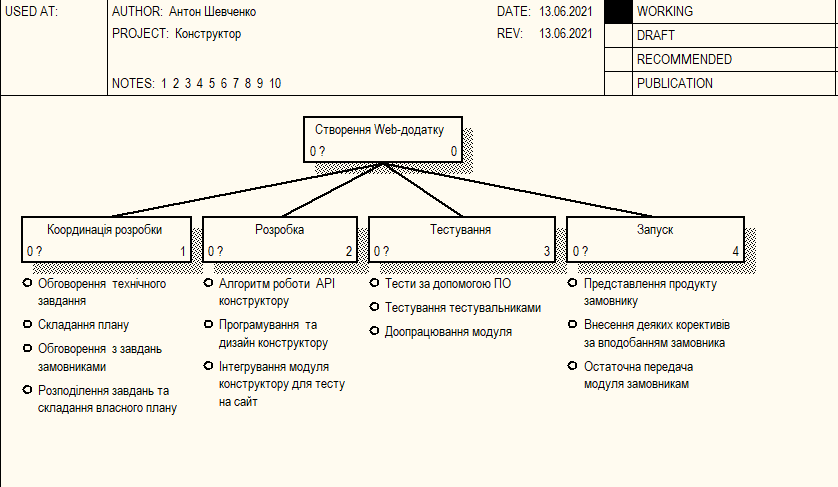 USED AT:
AUTHOR: Антон Шевченко
DATE: 13.06.2021
WORKING
PROJECT: Конструктор
REV: 13.06.2021
DRAFT
RECOMMENDED
NOTES: 1 2 3 4 5 6 7 8 9 10
PUBLICATION
Створення Web-додатку
0 ?
0
Координація розробки
0 ?
1
Розробка
0 ?
2
Тестування
0 ?
3
Запуск
0 ?
4
Обговорення технічного
завдання
Складання плану
Обговорення з завдань
замовниками
Розподілення завдань та
складання власного плану
Алгоритм роботи API
конструктору
Програмування та
дизайн конструктору
Інтегрування модуля
конструктору для тесту
на сайт
Тести за допомогою ПО
Тестування тестувальниками
Доопрацювання модуля
Представлення продукту
замовнику
Внесення деяких корективів
за вподобанням замовника
Остаточна передача
модуля замовникам